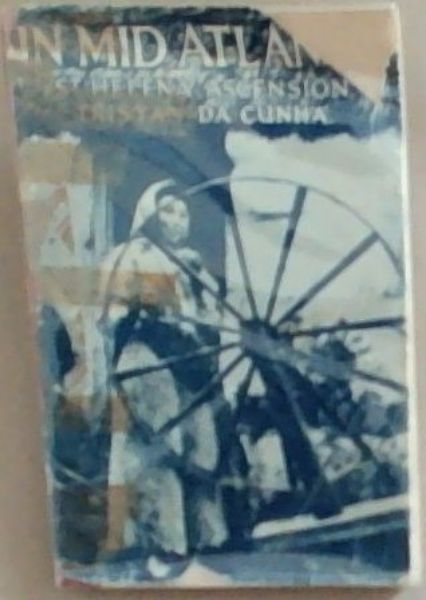 IN MID ATLAN
ST HELENA, ASCENSION
TRISTAN DA CUNHA